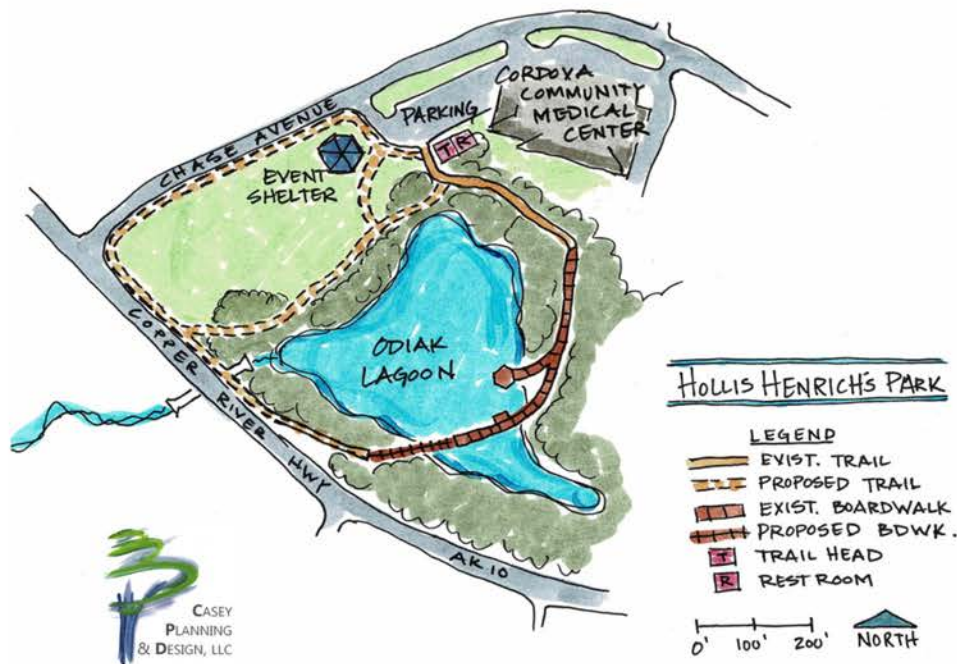 CORDOVA
COMMUNITY
MEDICAL
CENTER
PARKING
T R
CHASE AVENUE
EVENT
SHELTER
ODIAK
LAGOON
COPPER RIVER HWY
AK 10
HOLLIS HENRICH'S PARK
LEGEND
EXIST. TRAIL
PROPOSED TRAIL
EXIST. BOARDWALK
PROPOSED BDWK.
T TRAIL HEAD
R REST ROOM
0' 100' 200'
NORTH
CASEY
PLANNING
& DESIGN, LLC